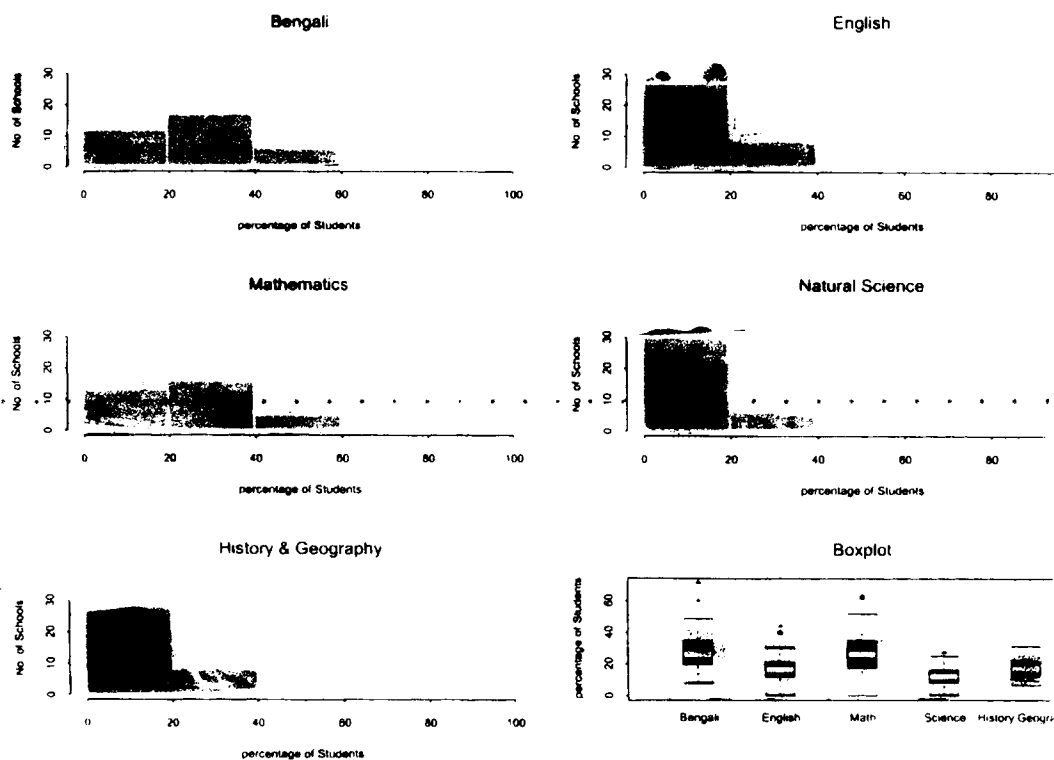 Bengali
No of Schools
30
20
10
0
0 20 40 60 80 100
percentage of Students
English
No of Schools
30
20
10
0
0 20 40 60 80
percentage of Students
Mathematics
No of Schools
30
20
10
0
0 20 40 60 80 100
percentage of Students
Natural Science
No of Schools
30
20
10
0
0 20 40 60 80
percentage of Students
History & Geography
No of Schools
30
20
10
0
0 20 40 60 80 100
percentage of Students
Boxplot
percentage of Students
60
40
20
0
Bengali English Math Science History Geogr